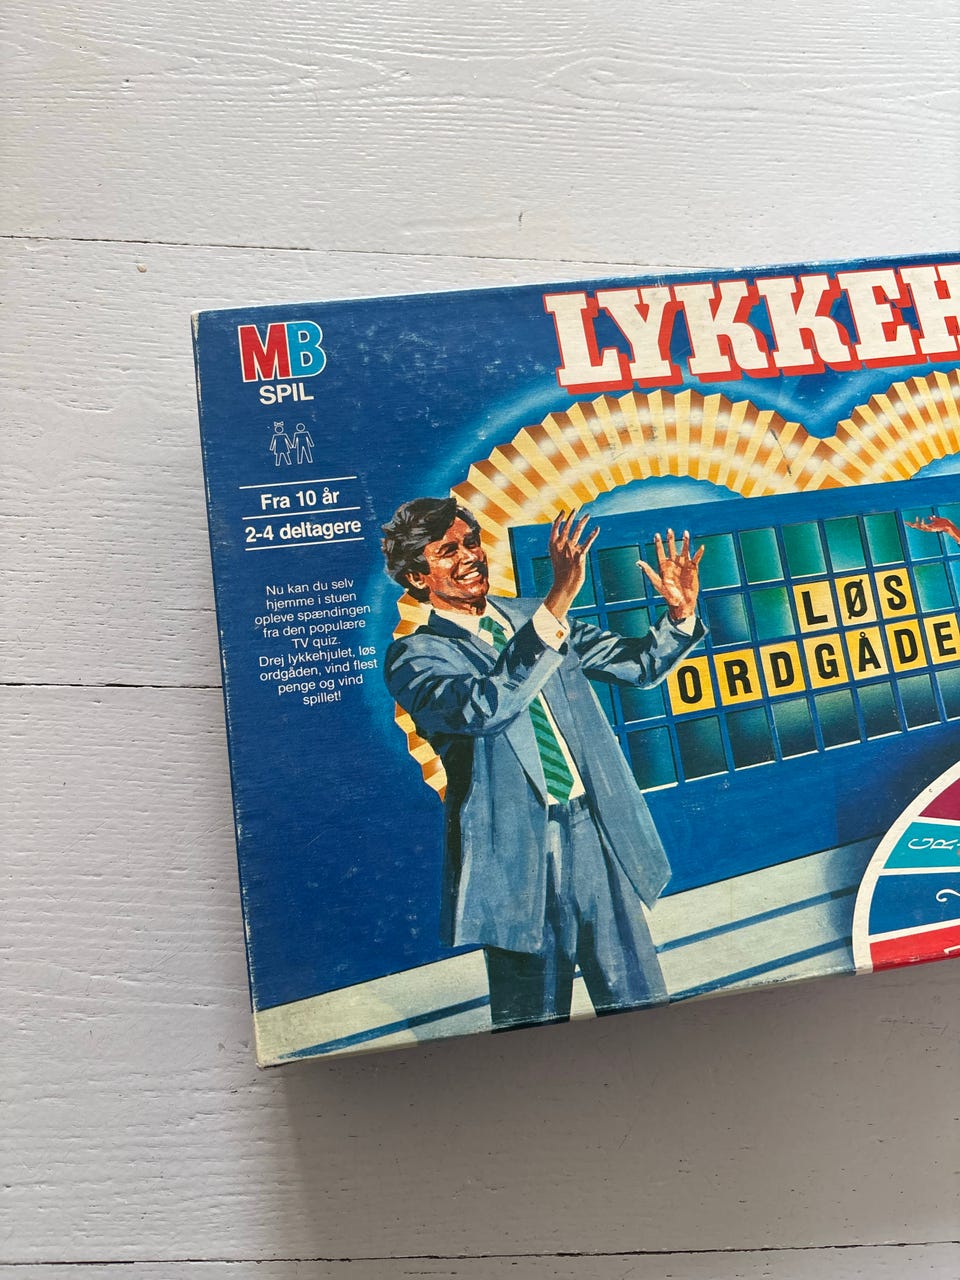 LYKKEH
MB
SPIL
Fra 10 år
2-4 deltagere
Nu kan du selv
hjemme i stuen
opleve spændingen
fra den populære
TV quiz.
Drej lykkehjulet, løs
ordgåden, vind flest
penge og vind
spillet!
LØS
ORDGÅDE